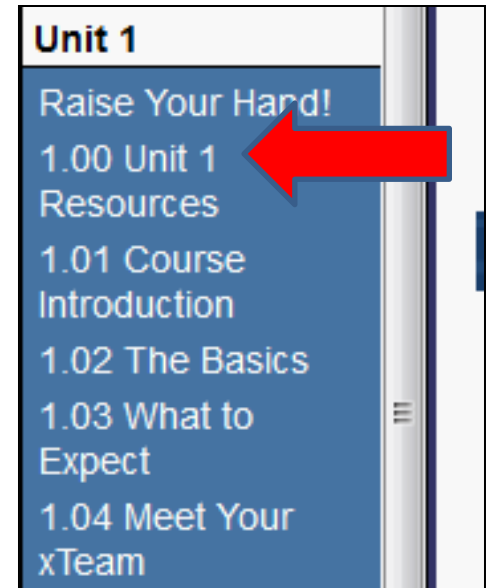 Unit 1
Raise Your Hand!
1.00 Unit 1
Resources
1.01 Course
Introduction
1.02 The Basics
1.03 What to
Expect
1.04 Meet Your
xTeam